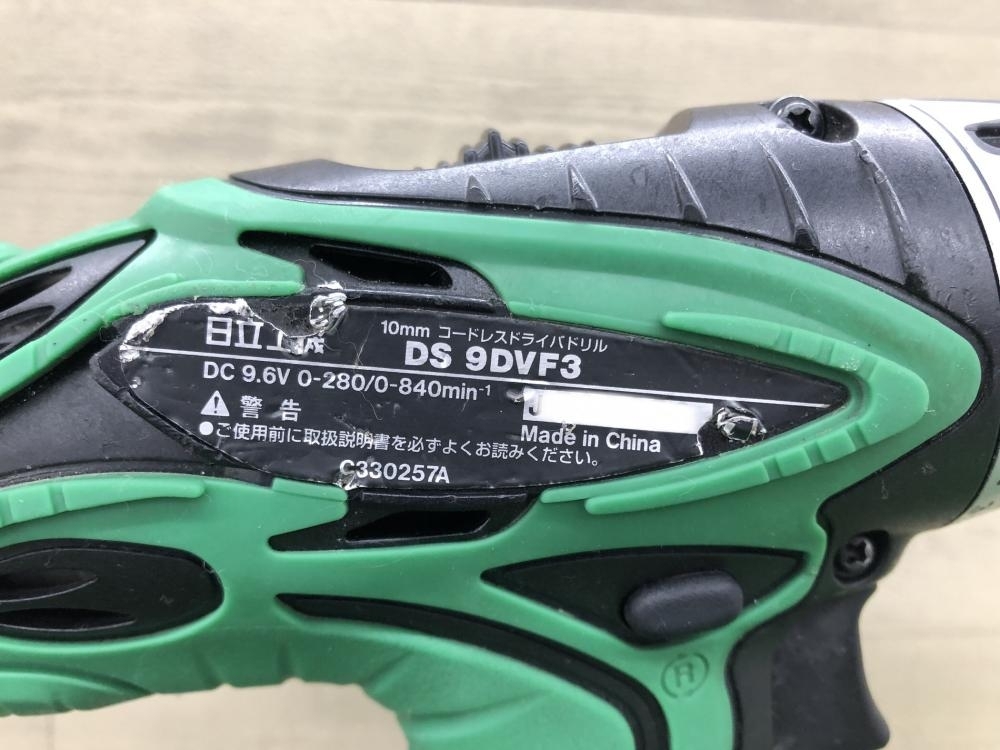 日立工機
10mm コードレスドライバドリル
DS 9DVF3
DC 9.6V 0-280/0-840min⁻¹
警告
●ご使用前に取扱説明書を必ずよくお読みください。
J
Made in China
C330257A
H